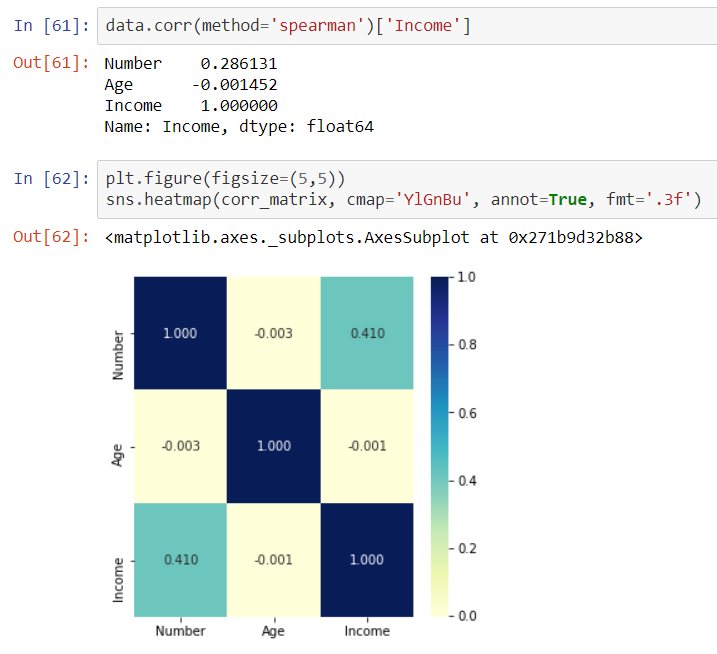 In [61]: data.corr(method='spearman')['Income']
Out[61]: Number    0.286131
Age      -0.001452
Income    1.000000
Name: Income, dtype: float64
In [62]: plt.figure(figsize=(5,5))
sns.heatmap(corr_matrix, cmap='YlGnBu', annot=True, fmt='.3f')
Out[62]: <matplotlib.axes._subplots.AxesSubplot at 0x271b9d32b88>
Number
1.000 -0.003 0.410
Age
-0.003 1.000 -0.001
Income
0.410 -0.001 1.000
Number Age Income
1.0
0.8
0.6
0.4
0.2
0.0